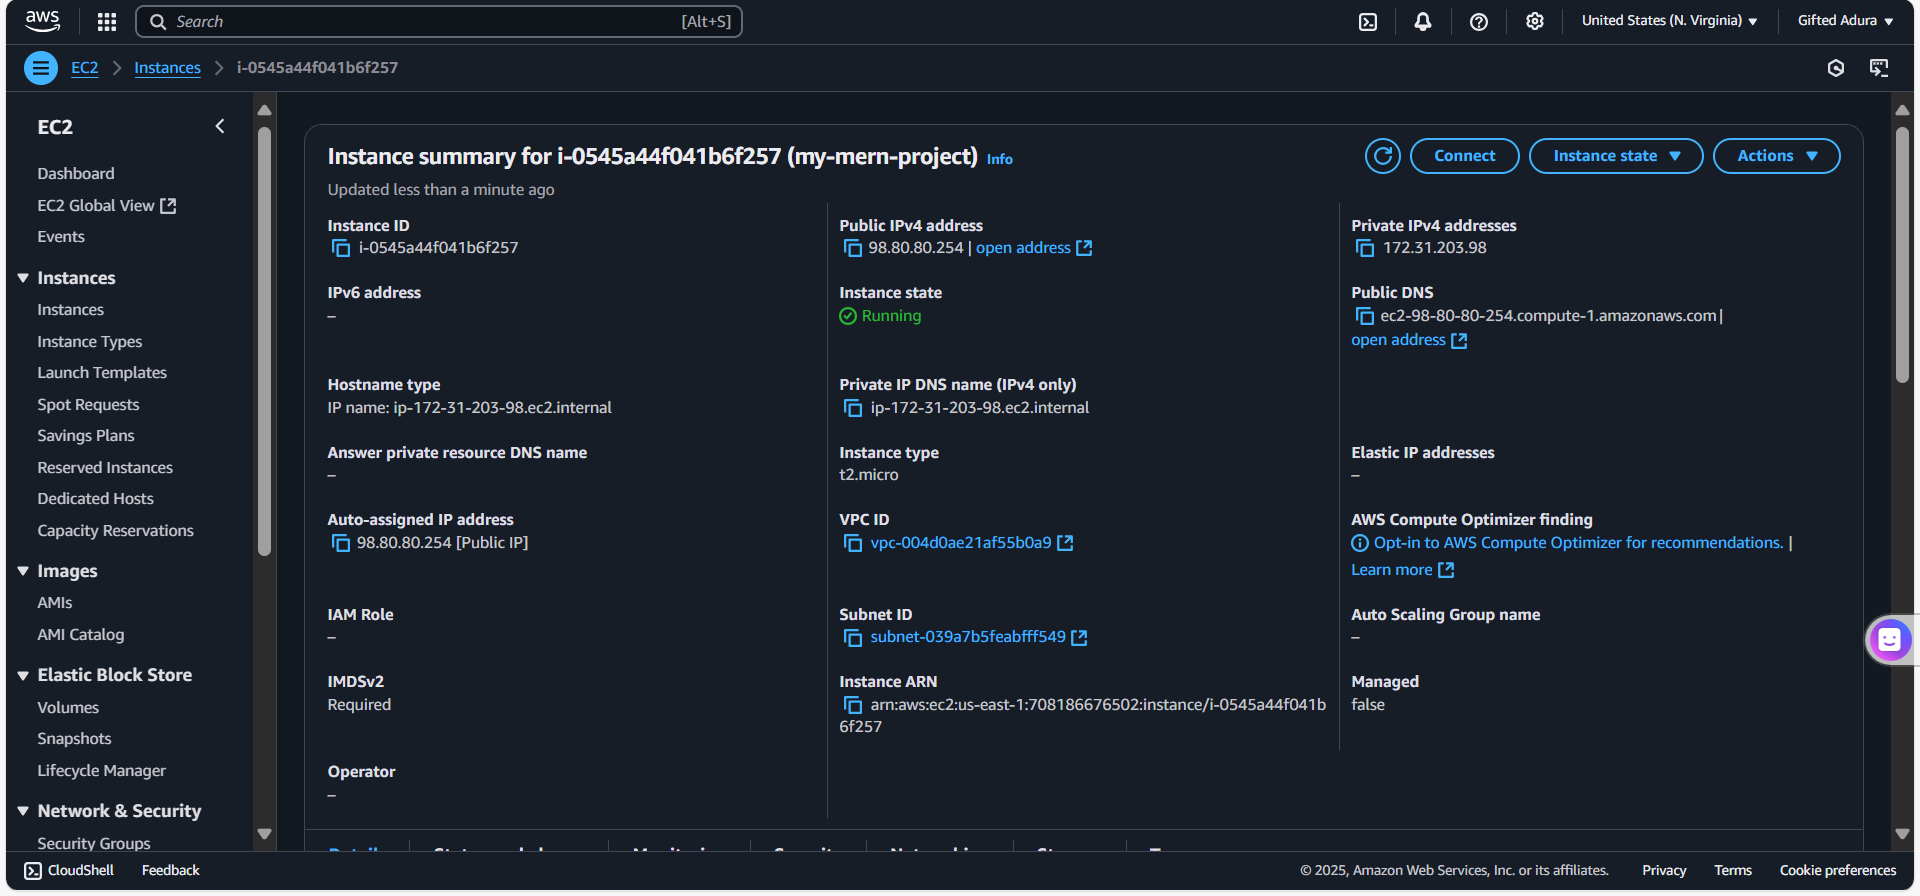 aws
Search [Alt+S]
United States (N. Virginia)
Gifted Adura
EC2
Instances
i-0545a44f041b6f257
EC2
Dashboard
EC2 Global View
Events
Instances
Instances
Instance Types
Launch Templates
Spot Requests
Savings Plans
Reserved Instances
Dedicated Hosts
Capacity Reservations
Images
AMIs
AMI Catalog
Elastic Block Store
Volumes
Snapshots
Lifecycle Manager
Network & Security
Security Groups
Instance summary for i-0545a44f041b6f257 (my-mern-project) Info
Updated less than a minute ago
Connect
Instance state
Actions
Instance ID
i-0545a44f041b6f257
Public IPv4 address
98.80.80.254 | open address
Private IPv4 addresses
172.31.203.98
IPv6 address
–
Instance state
Running
Public DNS
ec2-98-80-80-254.compute-1.amazonaws.com |
open address
Hostname type
IP name: ip-172-31-203-98.ec2.internal
Private IP DNS name (IPv4 only)
ip-172-31-203-98.ec2.internal
Answer private resource DNS name
–
Instance type
t2.micro
Elastic IP addresses
–
Auto-assigned IP address
98.80.80.254 [Public IP]
VPC ID
vpc-004d0ae21af55b0a9
AWS Compute Optimizer finding
Opt-in to AWS Compute Optimizer for recommendations. |
Learn more
IAM Role
–
Subnet ID
subnet-039a7b5feabfff549
Auto Scaling Group name
–
IMDSv2
Required
Instance ARN
arn:aws:ec2:us-east-1:708186676502:instance/i-0545a44f041b
6f257
Managed
false
Operator
–
CloudShell
Feedback
© 2025, Amazon Web Services, Inc. or its affiliates.
Privacy
Terms
Cookie preferences